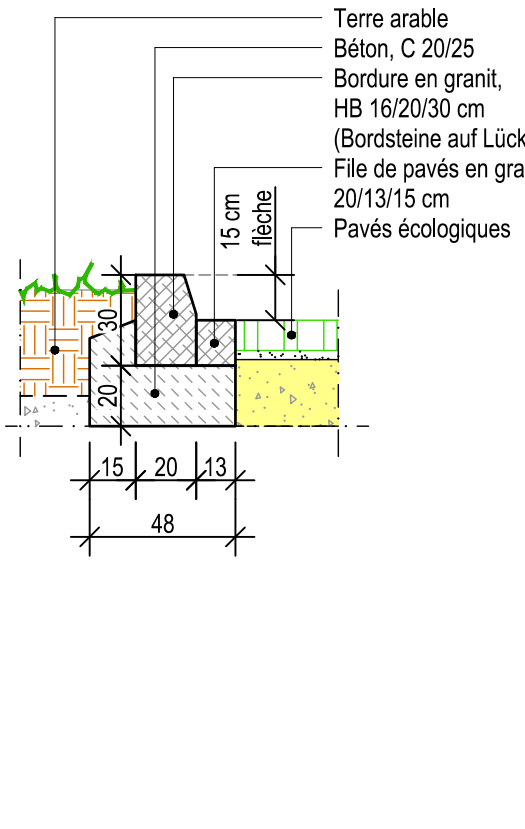 Terre arable
Béton, C 20/25
Bordure en granit,
HB 16/20/30 cm
(Bordsteine auf Lück
File de pavés en gra
20/13/15 cm
Pavés écologiques
15 cm
flèche
30
20
15
20
13
48